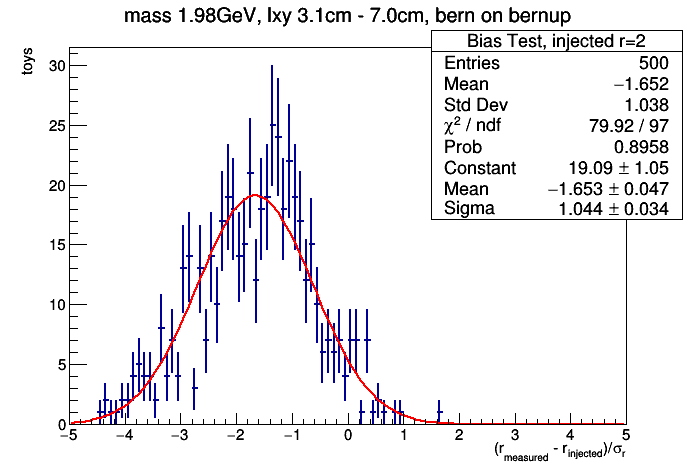 mass 1.98GeV, lxy 3.1cm - 7.0cm, bern on bernup
toys
Bias Test, injected r=2
Entries 500
Mean −1.652
Std Dev 1.038
χ² / ndf 79.92 / 97
Prob 0.8958
Constant 19.09 ± 1.05
Mean −1.653 ± 0.047
Sigma 1.044 ± 0.034
30
25
20
15
10
5
0
−5 −4 −3 −2 −1 0 1 2 3 4 5
(r_measured - r_injected)/σ_r